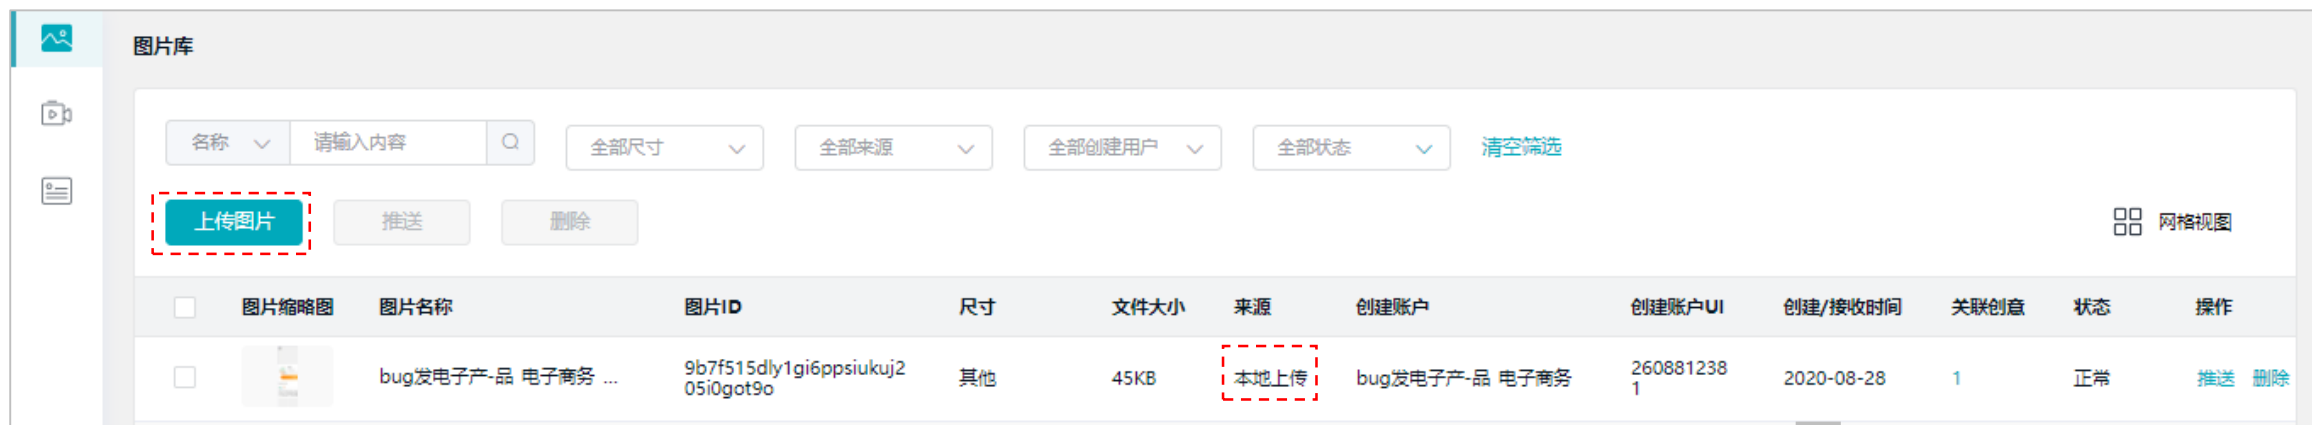 图片库
名称 请输入内容 全部尺寸 全部来源 全部创建用户 全部状态 清空筛选
上传图片 推送 删除 网格视图
图片缩略图 图片名称 图片ID 尺寸 文件大小 来源 创建账户 创建账户UI 创建/接收时间 关联创意 状态 操作
bug发电子产-品 电子商务 ... 9b7f515dly1gi6ppsiukuj2 其他 45KB 本地上传 bug发电子产-品 电子商务 260881238 2020-08-28 1 正常 推送 删除
05i0got9o 1